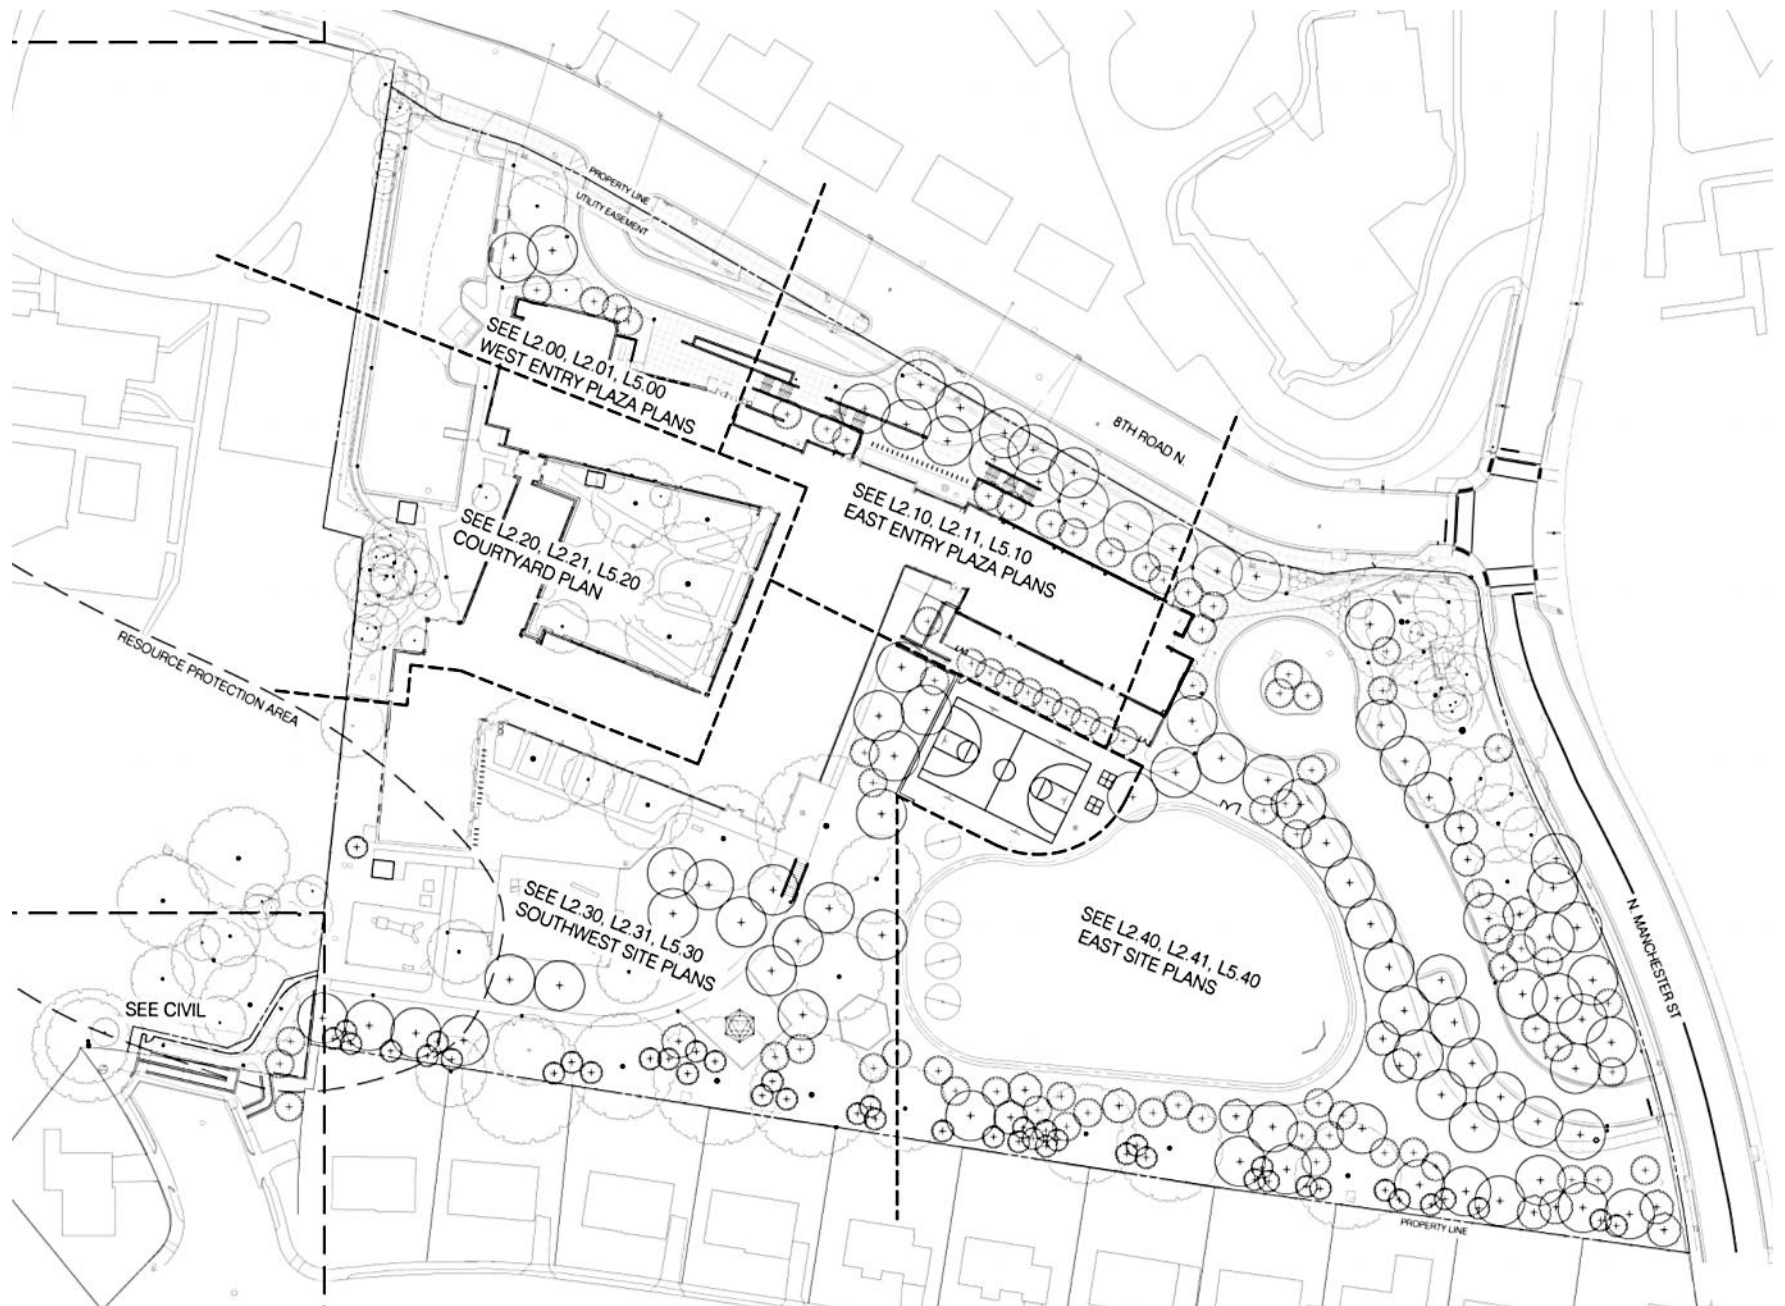 PROPERTY LINE
UTILITY EASEMENT
SEE L2.00, L2.01, L5.00
WEST ENTRY PLAZA PLANS
8TH ROAD N.
SEE L2.10, L2.11, L5.10
EAST ENTRY PLAZA PLANS
SEE L2.20, L2.21, L5.20
COURTYARD PLAN
RESOURCE PROTECTION AREA
SEE L2.30, L2.31, L5.30
SOUTHWEST SITE PLANS
SEE L2.40, L2.41, L5.40
EAST SITE PLANS
N. MANCHESTER ST
SEE CIVIL
PROPERTY LINE